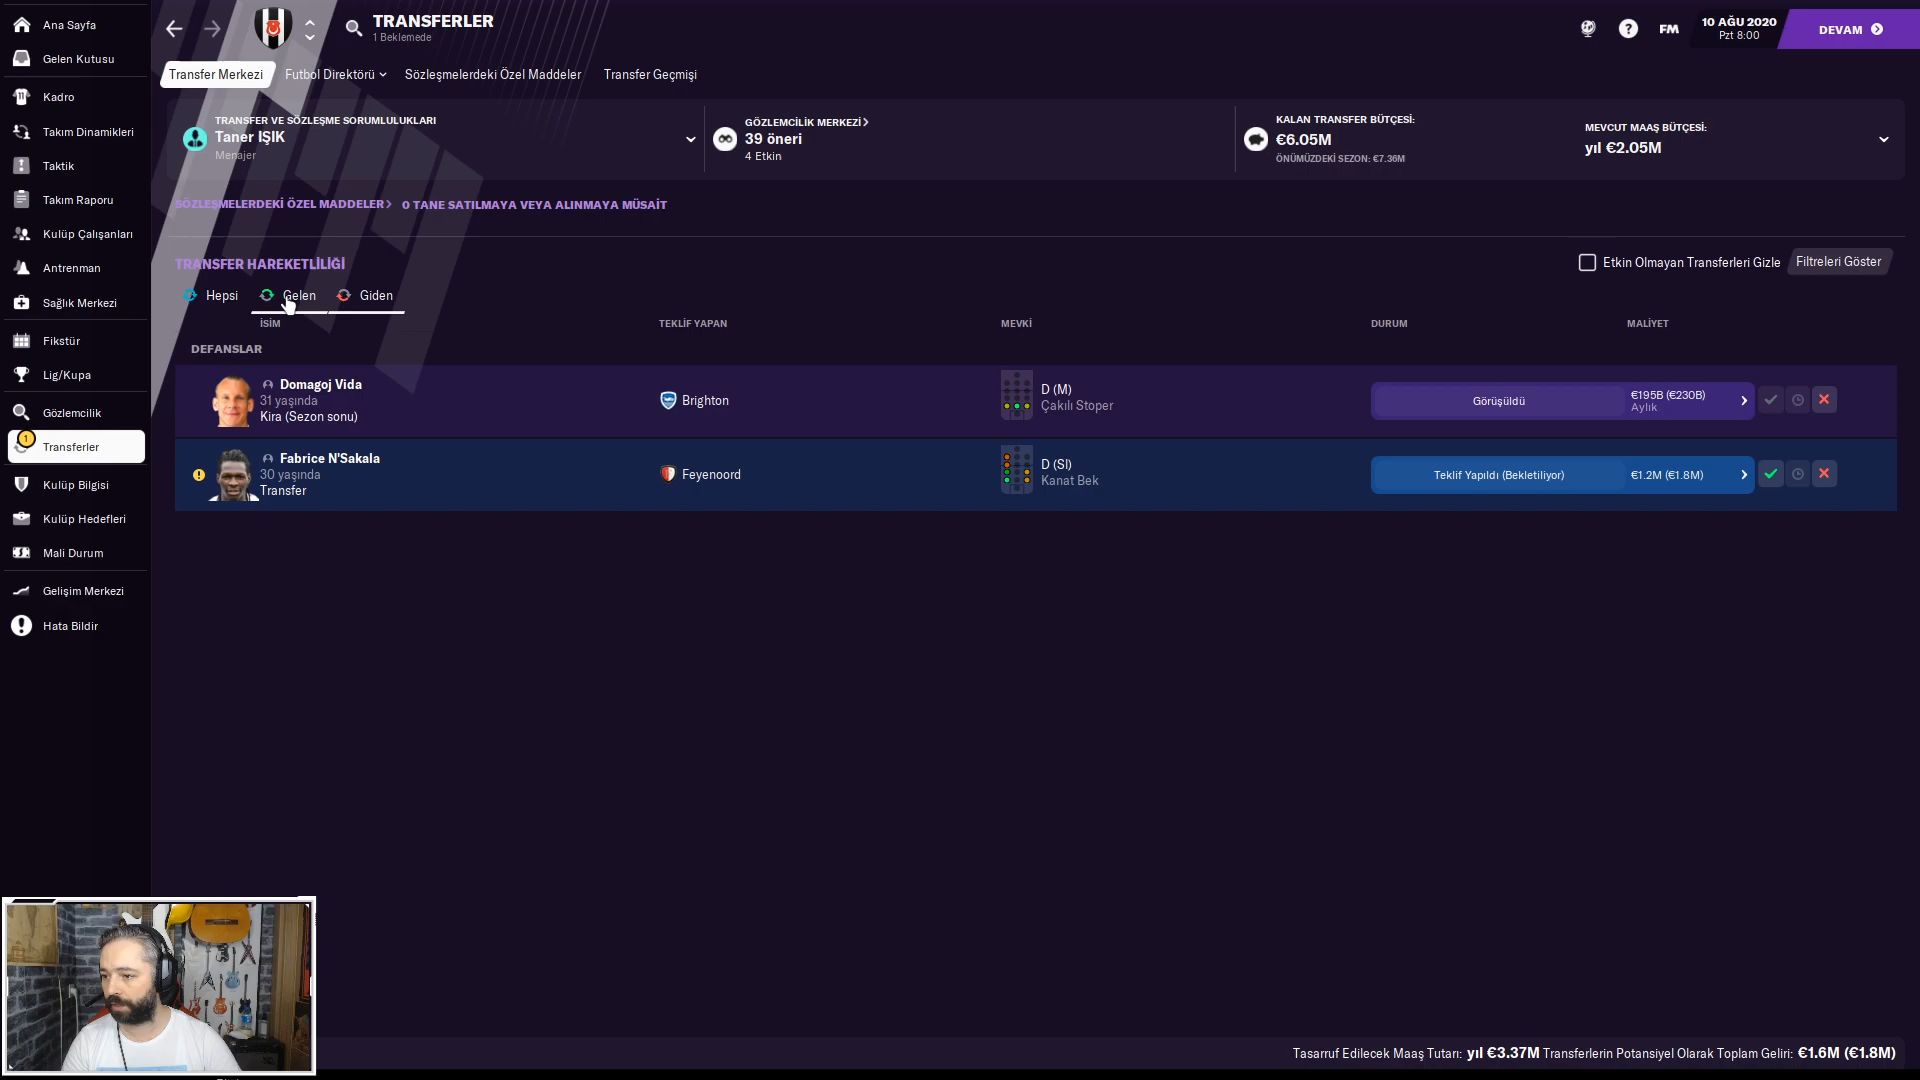 Ana Sayfa
Gelen Kutusu
Kadro
Takım Dinamikleri
Taktik
Takım Raporu
Kulüp Çalışanları
Antrenman
Sağlık Merkezi
Fikstür
Lig/Kupa
Gözlemcilik
1
Transferler
Kulüp Bilgisi
Kulüp Hedefleri
Mali Durum
Gelişim Merkezi
Hata Bildir
TRANSFERLER
1 Beklemede
FM
10 AĞU 2020
Pzt 8:00
DEVAM
Transfer Merkezi
Futbol Direktörü
Sözleşmelerdeki Özel Maddeler
Transfer Geçmişi
TRANSFER VE SÖZLEŞME SORUMLULUKLARI
Taner IŞIK
Menajer
GÖZLEMCİLİK MERKEZİ
39 öneri
4 Etkin
KALAN TRANSFER BÜTÇESİ:
€6.05M
ÖNÜMÜZDEKİ SEZON: €7.36M
MEVCUT MAAŞ BÜTÇESİ:
yıl €2.05M
SÖZLEŞMELERDEKİ ÖZEL MADDELER
0 TANE SATILMAYA VEYA ALINMAYA MÜSAİT
TRANSFER HAREKETLİLİĞİ
Etkin Olmayan Transferleri Gizle
Filtreleri Göster
Hepsi
Gelen
Giden
İSİM
TEKLİF YAPAN
MEVKİ
DURUM
MALİYET
DEFANSLAR
Domagoj Vida
31 yaşında
Kira (Sezon sonu)
Brighton
D (M)
Çakılı Stoper
Görüşüldü
€195B (€230B)
Aylık
Fabrice N'Sakala
30 yaşında
Transfer
Feyenoord
D (Sl)
Kanat Bek
Teklif Yapıldı (Bekletiliyor)
€1.2M (€1.8M)
Tasarruf Edilecek Maaş Tutarı: yıl €3.37M Transferlerin Potansiyel Olarak Toplam Geliri: €1.6M (€1.8M)